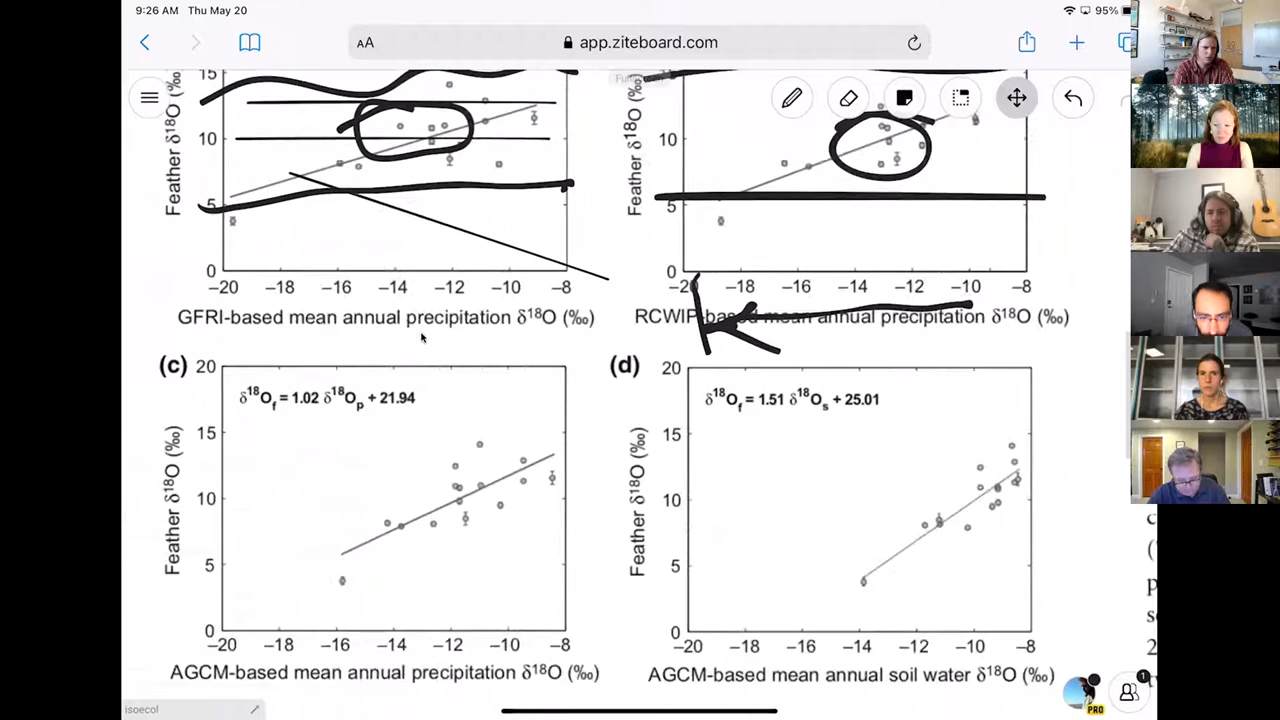 9:26 AM Thu May 20
95%
AA
app.ziteboard.com
15
10
5
0
Feather δ¹⁸O (‰)
−20 −18 −16 −14 −12 −10 −8
GFRI-based mean annual precipitation δ¹⁸O (‰)
10
5
0
Feather δ¹⁸O (‰)
−20 −18 −16 −14 −12 −10 −8
RCWIP-based mean annual precipitation δ¹⁸O (‰)
(c)
δ¹⁸Of = 1.02 δ¹⁸Op + 21.94
20
15
10
5
0
Feather δ¹⁸O (‰)
−20 −18 −16 −14 −12 −10 −8
AGCM-based mean annual precipitation δ¹⁸O (‰)
(d)
δ¹⁸Of = 1.51 δ¹⁸Os + 25.01
20
15
10
5
0
Feather δ¹⁸O (‰)
−20 −18 −16 −14 −12 −10 −8
AGCM-based mean annual soil water δ¹⁸O (‰)
1
PRO
isoecol